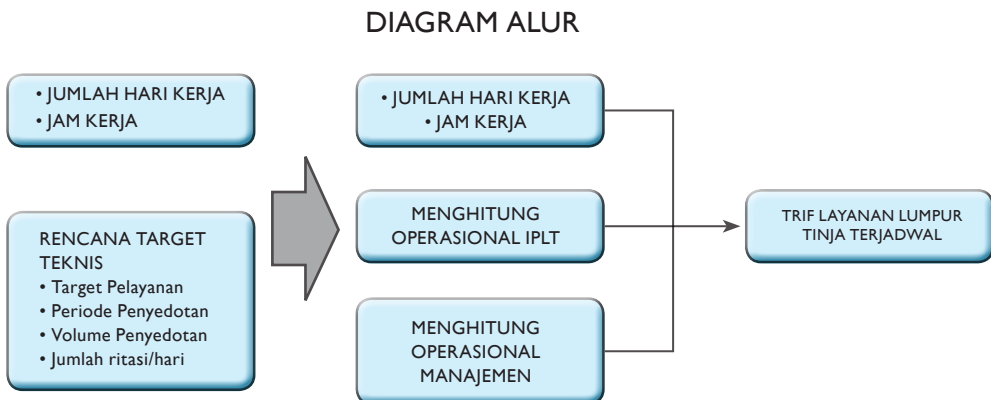 DIAGRAM ALUR
• JUMLAH HARI KERJA
• JAM KERJA
RENCANA TARGET
TEKNIS
• Target Pelayanan
• Periode Penyedotan
• Volume Penyedotan
• Jumlah ritasi/hari
• JUMLAH HARI KERJA
• JAM KERJA
MENGHITUNG
OPERASIONAL IPLT
MENGHITUNG
OPERASIONAL
MANAJEMEN
TRIF LAYANAN LUMPUR
TINJA TERJADWAL